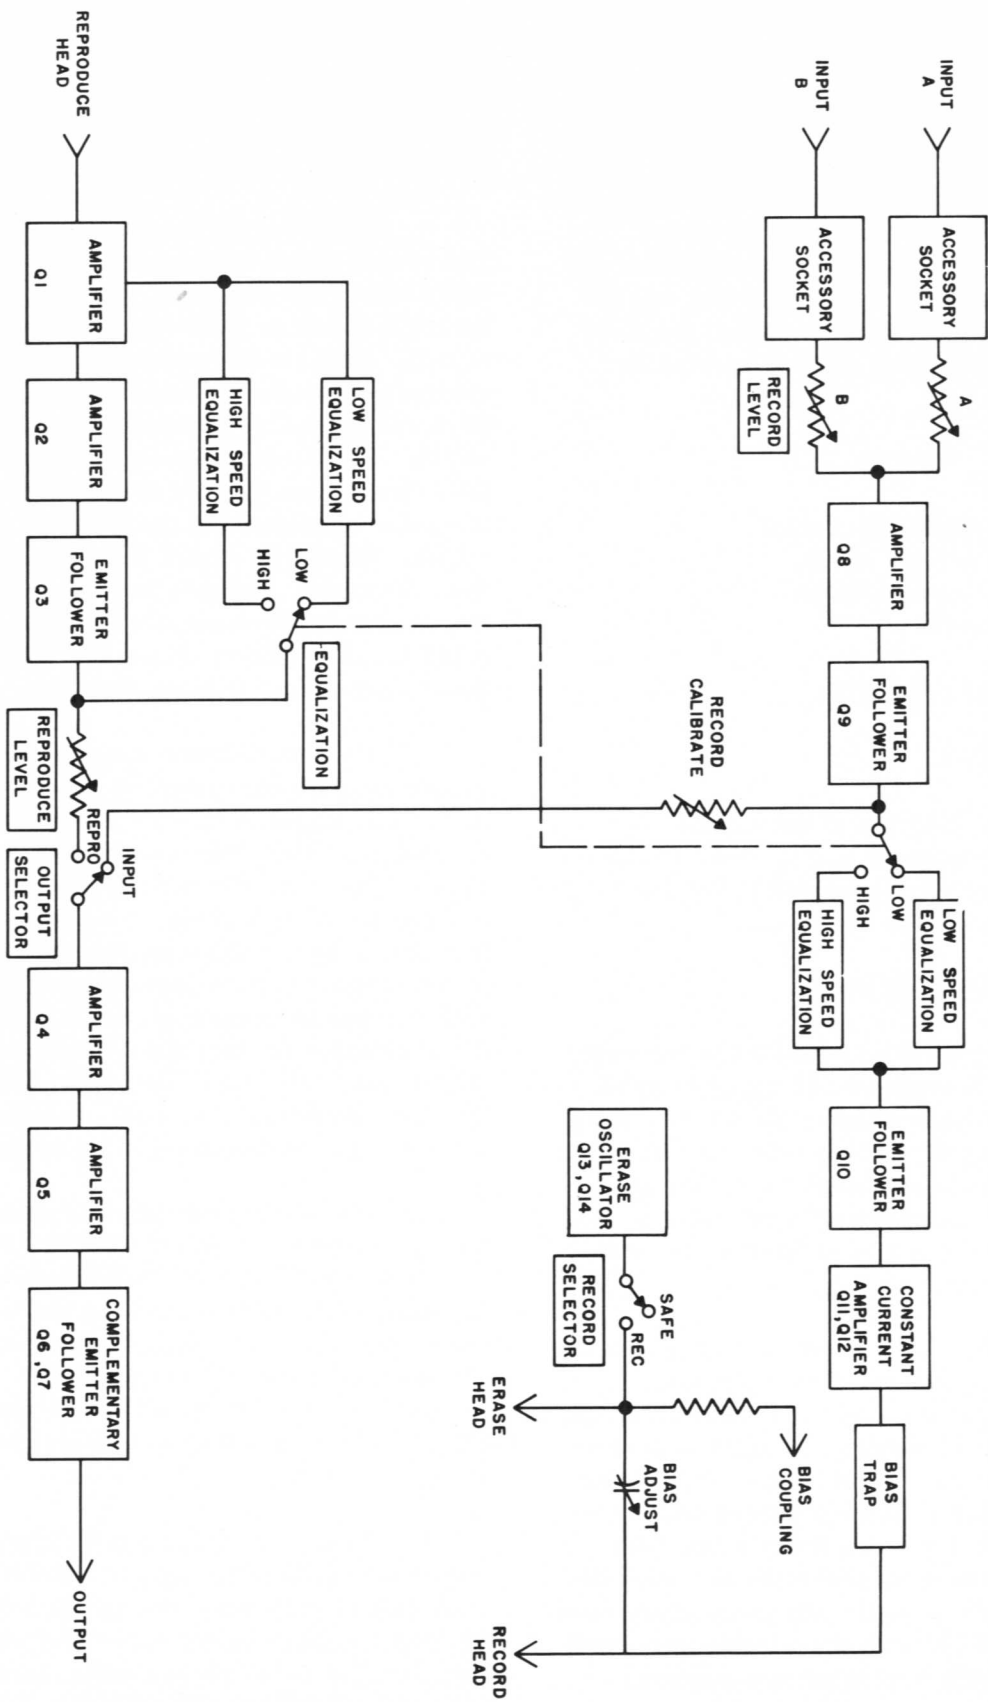 INPUT
A
ACCESSORY
SOCKET
A
INPUT
B
ACCESSORY
SOCKET
B
RECORD
LEVEL
AMPLIFIER
Q8
EMITTER
FOLLOWER
Q9
RECORD
CALIBRATE
LOW
HIGH
LOW SPEED
EQUALIZATION
HIGH SPEED
EQUALIZATION
EMITTER
FOLLOWER
Q10
CONSTANT
CURRENT
AMPLIFIER
Q11,Q12
BIAS
TRAP
ERASE
OSCILLATOR
Q13,Q14
SAFE
REC
RECORD
SELECTOR
BIAS
COUPLING
BIAS
ADJUST
ERASE
HEAD
RECORD
HEAD
LOW SPEED
EQUALIZATION
HIGH SPEED
EQUALIZATION
LOW
HIGH
EQUALIZATION
REPRODUCE
HEAD
AMPLIFIER
Q1
AMPLIFIER
Q2
EMITTER
FOLLOWER
Q3
REPRODUCE
LEVEL
REPRO
INPUT
OUTPUT
SELECTOR
AMPLIFIER
Q4
AMPLIFIER
Q5
COMPLEMENTARY
EMITTER
FOLLOWER
Q6,Q7
OUTPUT